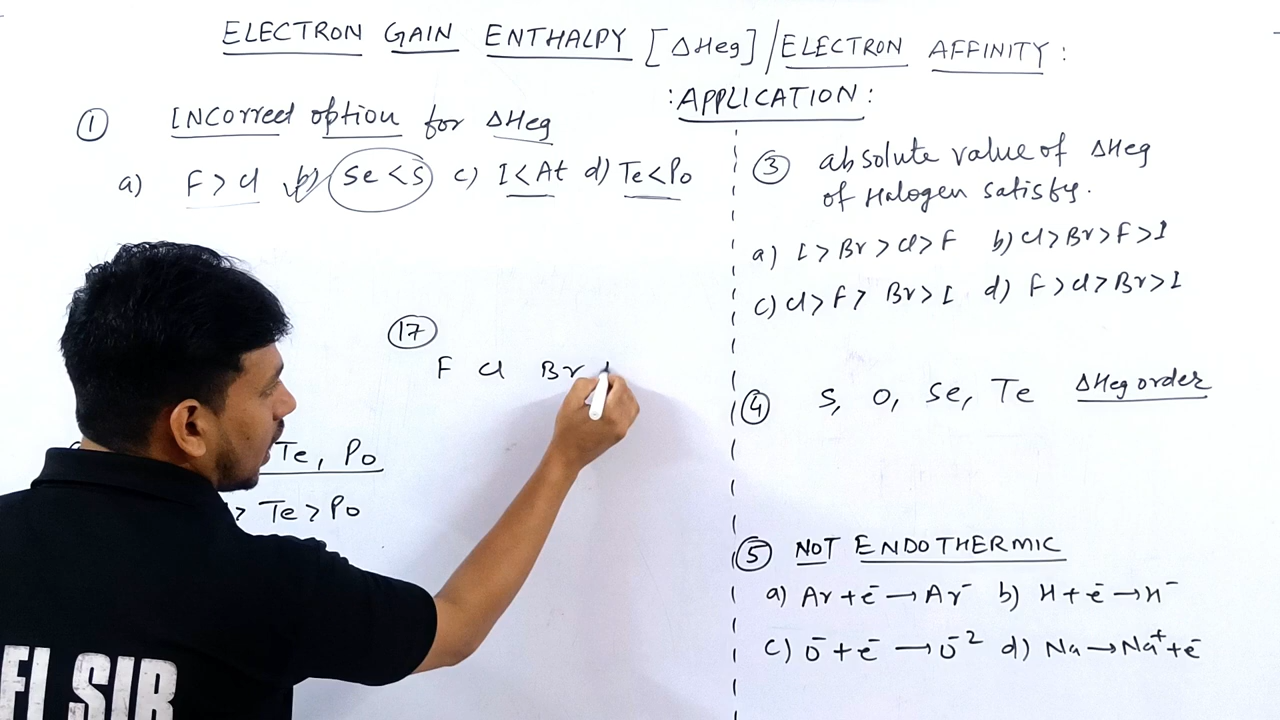 ELECTRON GAIN ENTHALPY [ΔHeg] / ELECTRON AFFINITY :
: APPLICATION :
① INCorrect option for ΔHeg
a) F > Cl b) Se < S c) I < At d) Te < Po
⑰
F Cl Br
Te, Po
> Te > Po
③ absolute value of ΔHeg
of Halogen satisfy.
a) I > Br > Cl > F b) Cl > Br > F > I
c) Cl > F > Br > I d) F > Cl > Br > I
④ S, O, Se, Te ΔHeg order
⑤ NOT ENDOTHERMIC
a) Ar + e⁻ → Ar⁻ b) H + e⁻ → H⁻
c) O⁻ + e⁻ → O⁻² d) Na → Na⁺ + e⁻
EI SIR